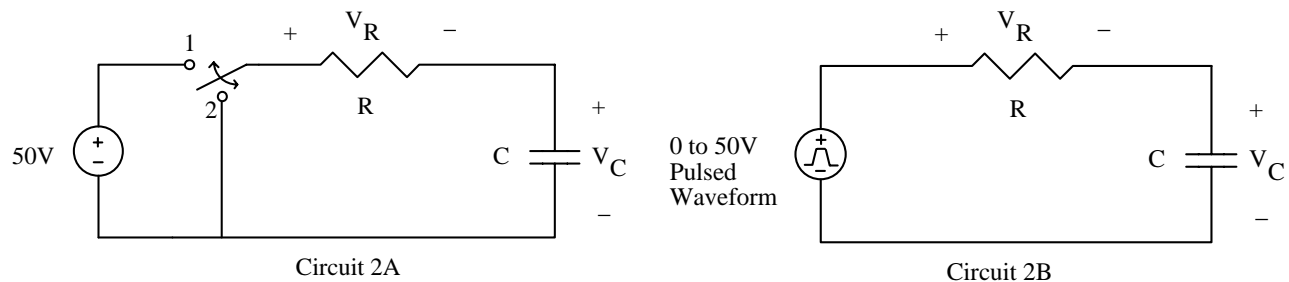 V_R
+ −
1
2
R
50V
+
−
C
+
V_C
−
Circuit 2A
V_R
+ −
R
0 to 50V
Pulsed
Waveform
+
−
C
+
V_C
−
Circuit 2B